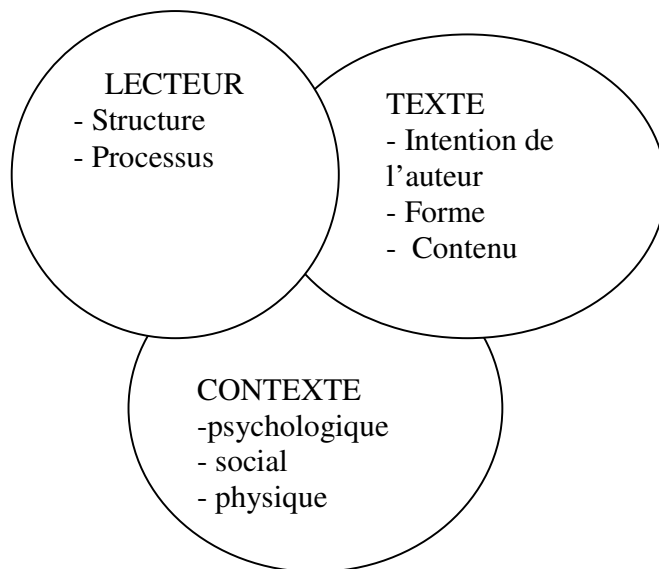 LECTEUR
- Structure
- Processus
TEXTE
- Intention de
l’auteur
- Forme
- Contenu
CONTEXTE
-psychologique
- social
- physique